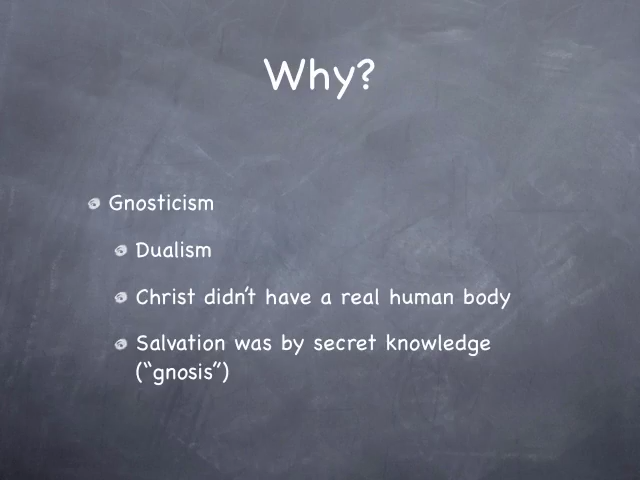 Why?
Gnosticism
Dualism
Christ didn't have a real human body
Salvation was by secret knowledge
("gnosis")